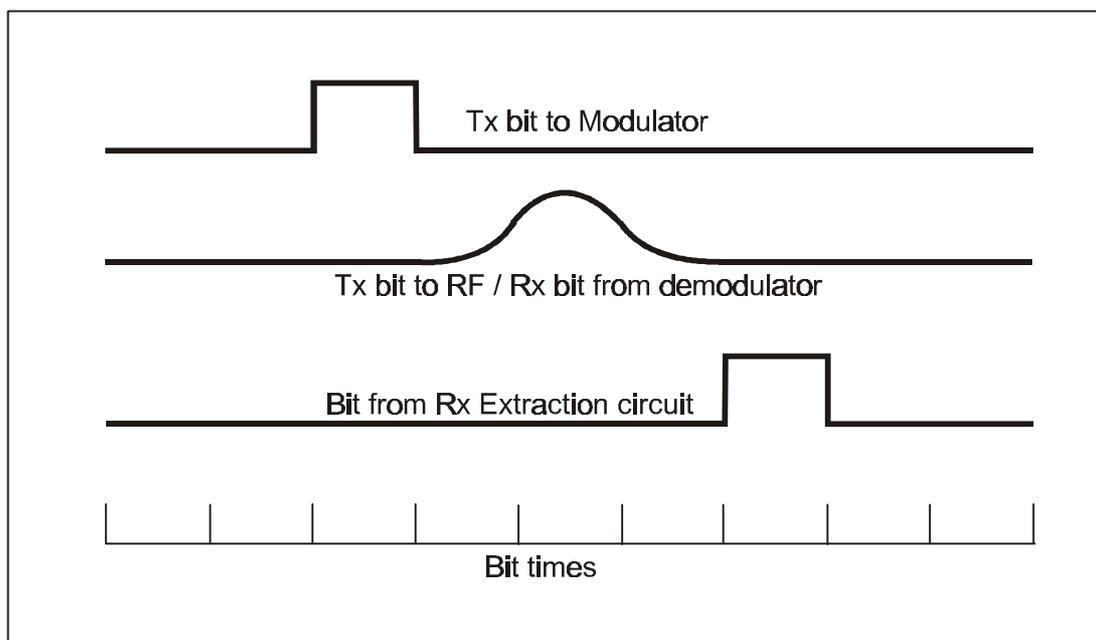 Tx bit to Modulator
Tx bit to RF / Rx bit from demodulator
Bit from Rx Extraction circuit
Bit times